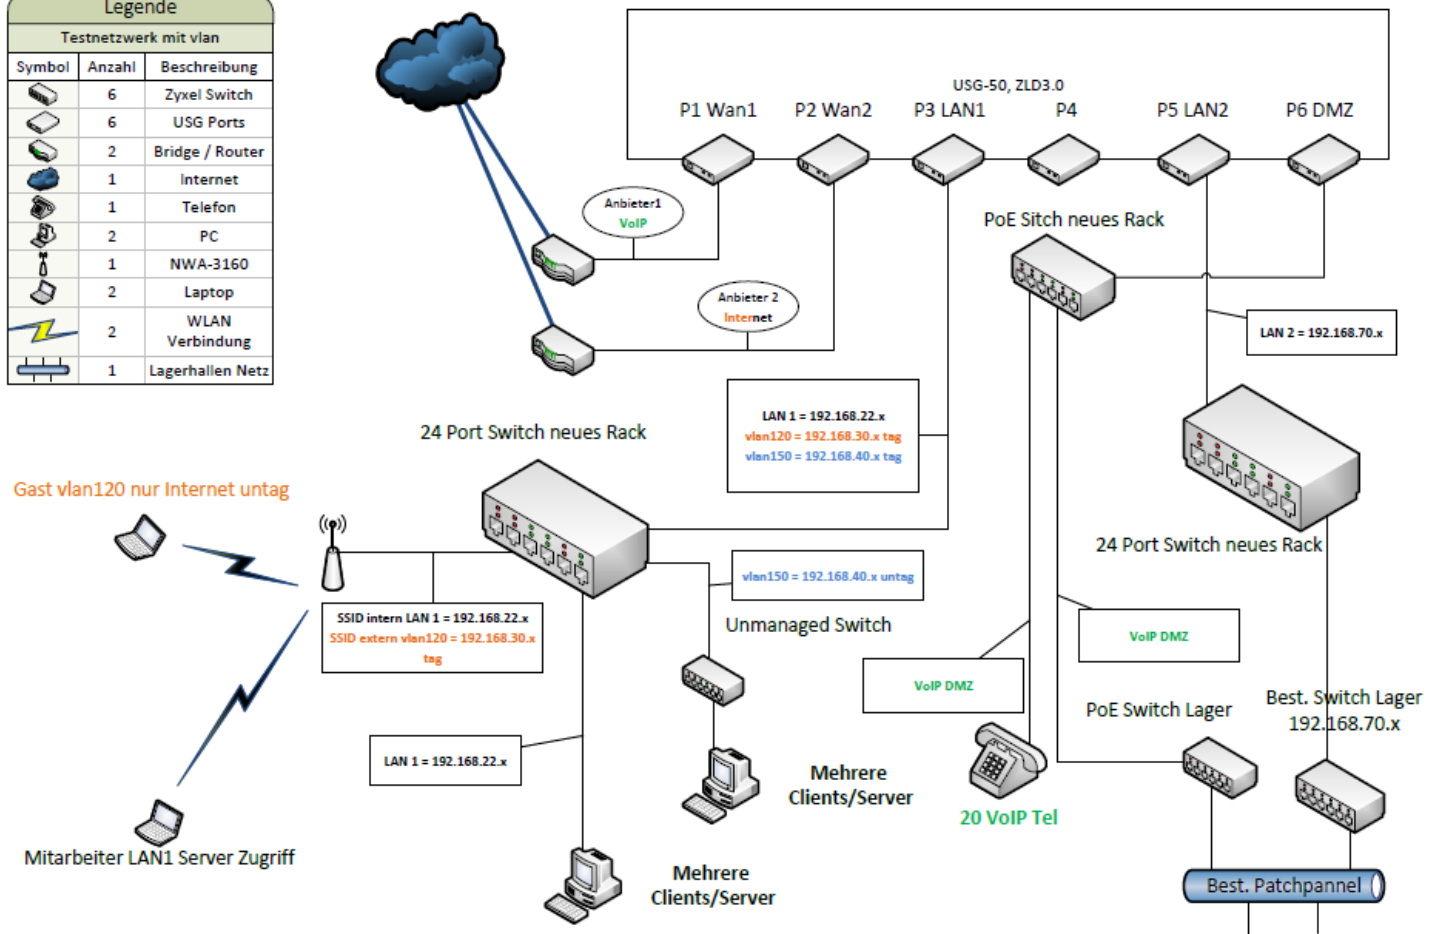 Legende
Testnetzwerk mit vlan
Symbol Anzahl Beschreibung
6 Zyxel Switch
6 USG Ports
2 Bridge / Router
1 Internet
1 Telefon
2 PC
1 NWA-3160
2 Laptop
2 WLAN
Verbindung
1 Lagerhallen Netz
USG-50, ZLD3.0
P1 Wan1
P2 Wan2
P3 LAN1
P4
P5 LAN2
P6 DMZ
Anbieter1
VoIP
Anbieter 2
Internet
PoE Sitch neues Rack
LAN 2 = 192.168.70.x
LAN 1 = 192.168.22.x
vlan120 = 192.168.30.x tag
vlan150 = 192.168.40.x tag
24 Port Switch neues Rack
Gast vlan120 nur Internet untag
24 Port Switch neues Rack
vlan150 = 192.168.40.x untag
SSID intern LAN 1 = 192.168.22.x
SSID extern vlan120 = 192.168.30.x
tag
Unmanaged Switch
VoIP DMZ
VoIP DMZ
PoE Switch Lager
Best. Switch Lager
192.168.70.x
LAN 1 = 192.168.22.x
Mehrere
Clients/Server
20 VoIP Tel
Mitarbeiter LAN1 Server Zugriff
Mehrere
Clients/Server
Best. Patchpannel